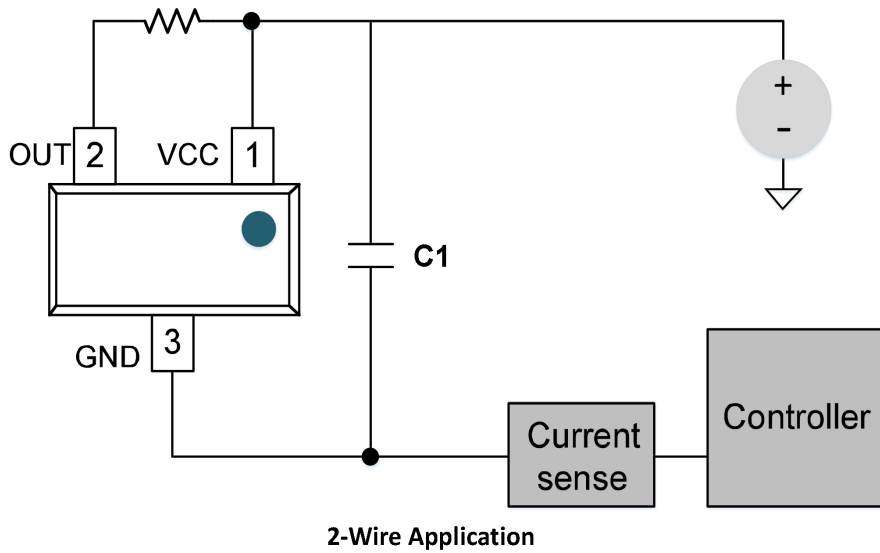 +
-
OUT 2 VCC 1
C1
GND 3
Current
sense
Controller
2-Wire Application